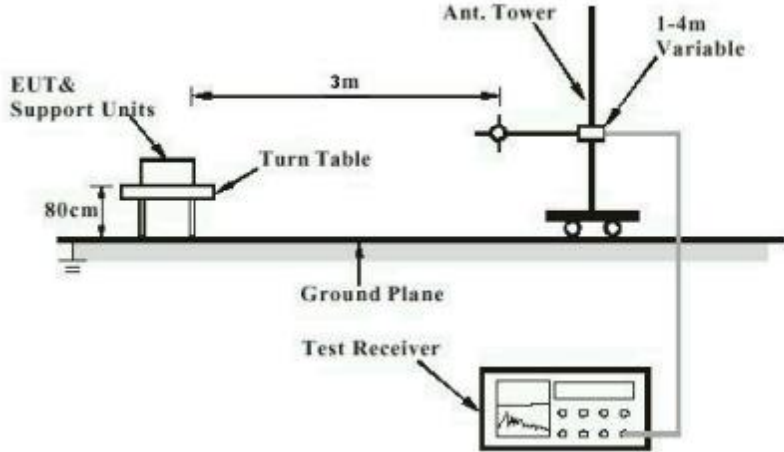 Ant. Tower
1-4m
Variable
EUT&
Support Units
3m
Turn Table
80cm
Ground Plane
Test Receiver